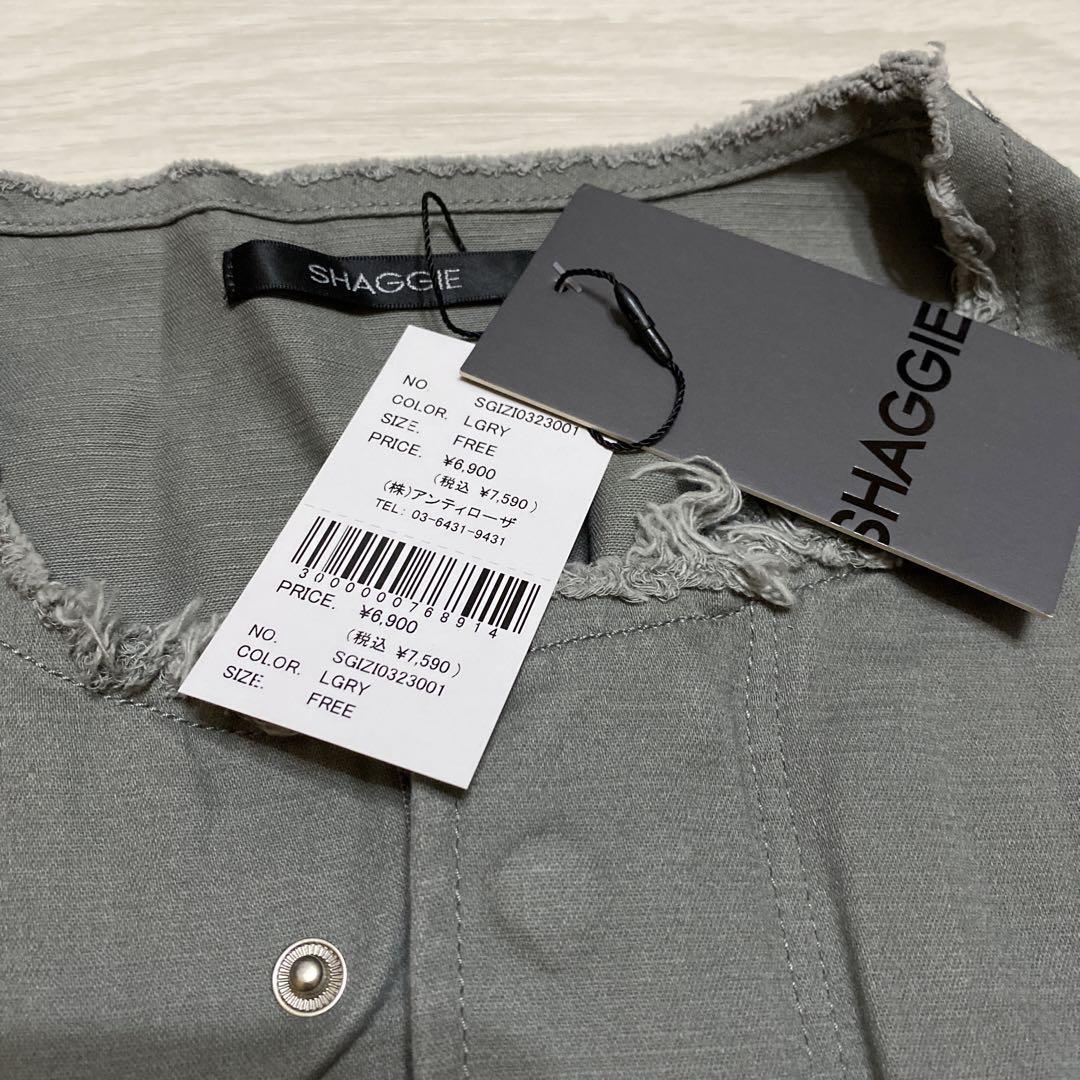 SHAGGIE
SHAGGIE
NO. SGIZI0323001
COLOR. LGRY
SIZE. FREE
PRICE. ¥6,900
(税込 ¥7,590)
(株)アンティローザ
TEL: 03-6431-9431
3000000768914
PRICE. ¥6,900
(税込 ¥7,590)
NO. SGIZI0323001
COLOR. LGRY
SIZE. FREE